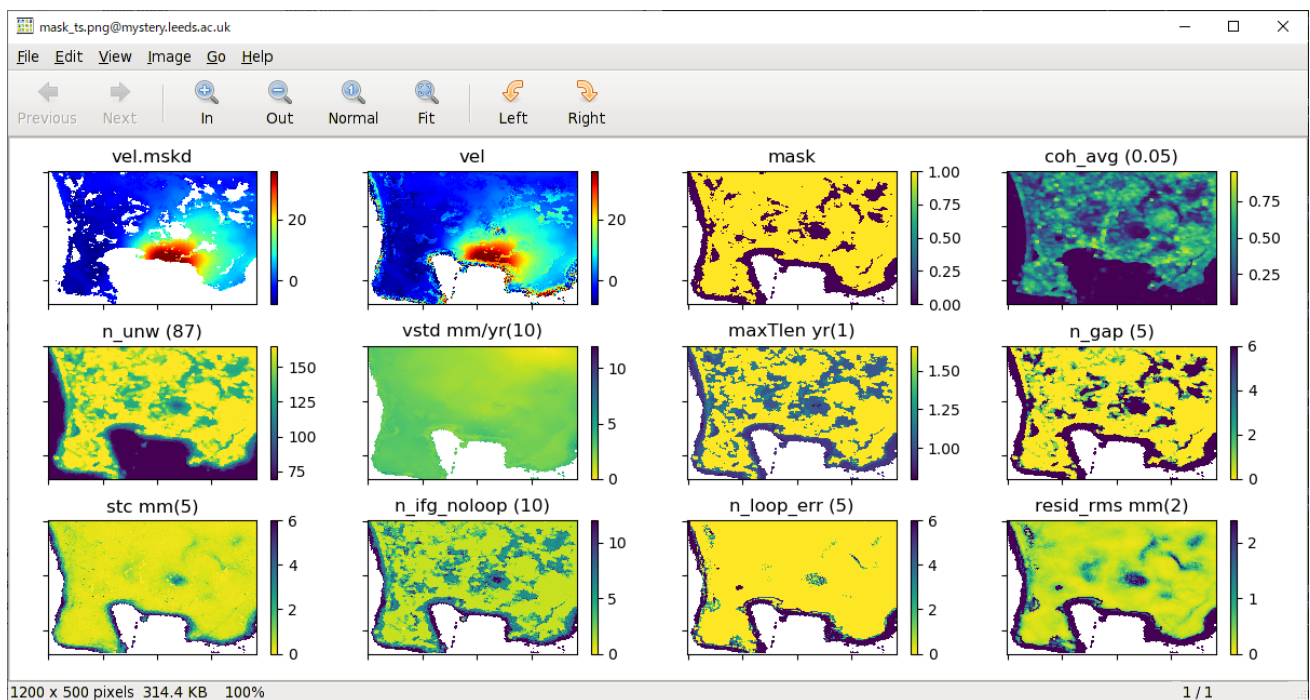 mask_ts.png@mystery.leeds.ac.uk
File Edit View Image Go Help
Previous Next In Out Normal Fit Left Right
vel.mskd vel mask coh_avg (0.05)
20 0
20 0
1.00 0.75 0.50 0.25 0.00
0.75 0.50 0.25
n_unw (87) vstd mm/yr(10) maxTlen yr(1) n_gap (5)
150 125 100 75
10 5 0
1.50 1.25 1.00
6 4 2 0
stc mm(5) n_ifg_noloop (10) n_loop_err (5) resid_rms mm(2)
6 4 2 0
10 5 0
6 4 2 0
2 1 0
1200 x 500 pixels 314.4 KB 100% 1 / 1